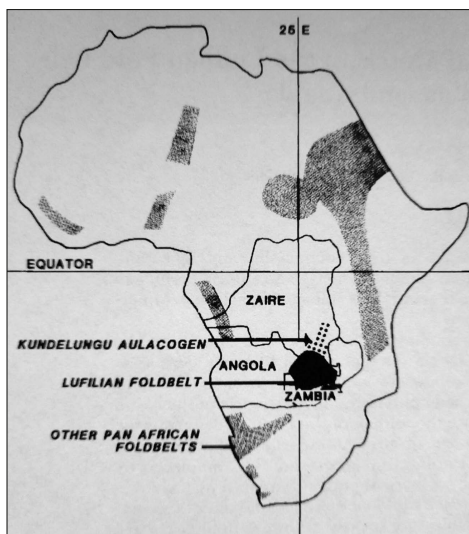 25 E
EQUATOR
ZAIRE
KUNDELUNGU AULACOGEN
ANGOLA
LUFILIAN FOLDBELT
ZAMBIA
OTHER PAN AFRICAN
FOLDBELTS